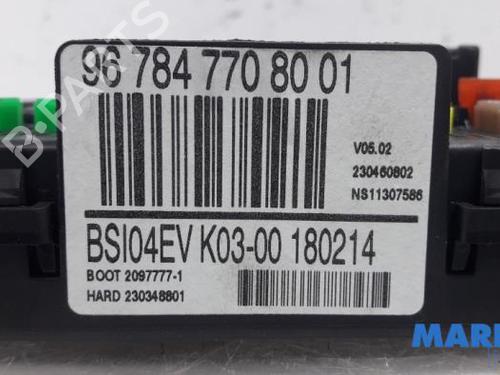 96 784 770 80 01
V05.02
230460802
NS11307586
BSI04EV K03-00 180214
BOOT 2097777-1
HARD 230348801
B-PARTS
MARK